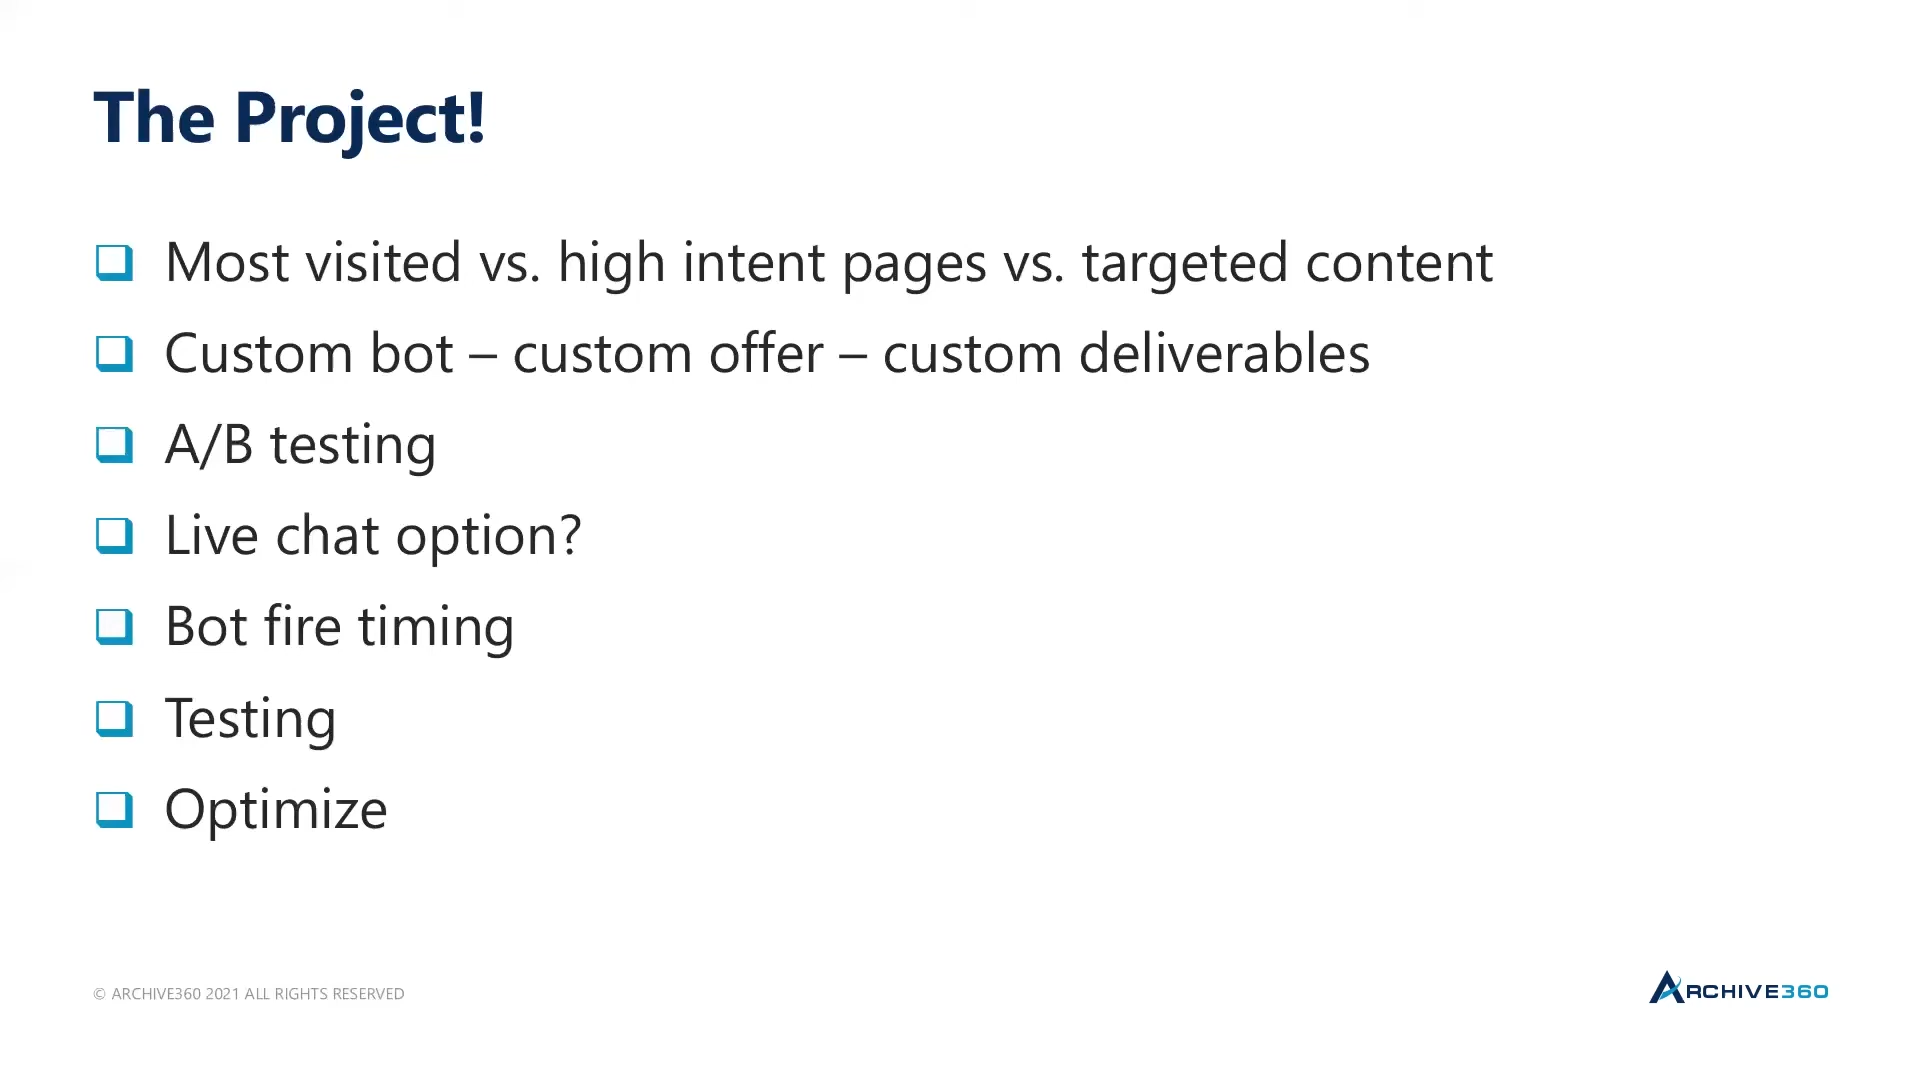 The Project!
Most visited vs. high intent pages vs. targeted content
Custom bot – custom offer – custom deliverables
A/B testing
Live chat option?
Bot fire timing
Testing
Optimize
© ARCHIVE360 2021 ALL RIGHTS RESERVED
ARCHIVE360